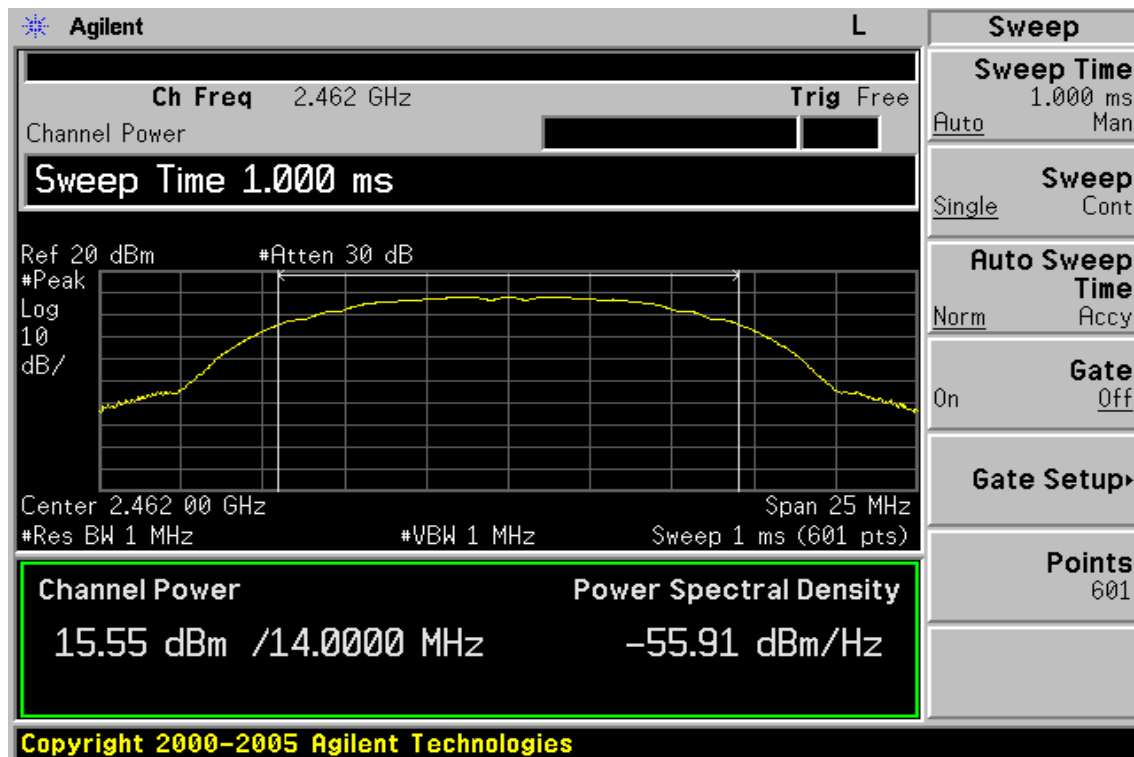 Agilent L
Ch Freq 2.462 GHz Trig Free
Channel Power
Sweep Time 1.000 ms
Ref 20 dBm #Atten 30 dB
#Peak
Log
10
dB/
Center 2.462 00 GHz Span 25 MHz
#Res BW 1 MHz #VBW 1 MHz Sweep 1 ms (601 pts)
Channel Power Power Spectral Density
15.55 dBm /14.0000 MHz -55.91 dBm/Hz
Copyright 2000-2005 Agilent Technologies
Sweep
Sweep Time
1.000 ms
Auto Man
Sweep
Single Cont
Auto Sweep
Time
Norm Accy
Gate
On Off
Gate Setup
Points
601